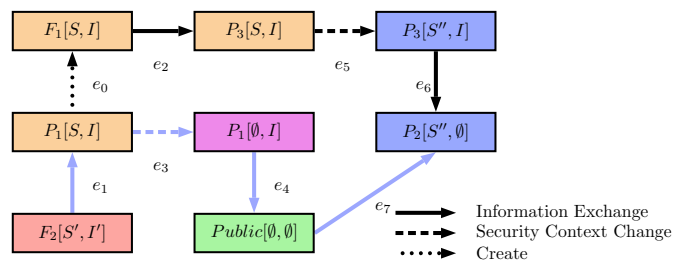 F₁[S, I]
P₃[S, I]
P₃[S′′, I]
e₀
e₂
e₅
e₆
P₁[S, I]
P₁[∅, I]
P₂[S′′, ∅]
e₁
e₃
e₄
e₇
F₂[S′, I′]
Public[∅, ∅]
Information Exchange
Security Context Change
Create